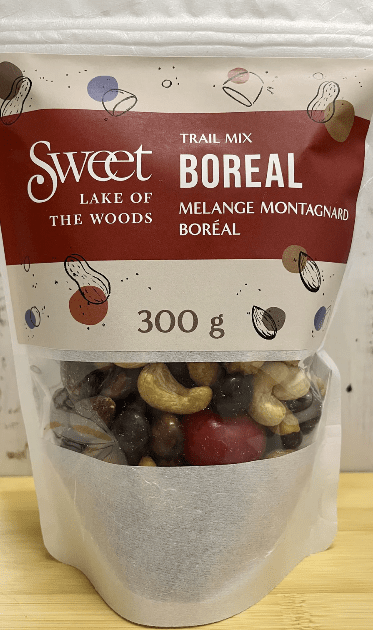 Sweet
LAKE OF
THE WOODS
TRAIL MIX
BOREAL
MELANGE MONTAGNARD
BORÉAL
300 g